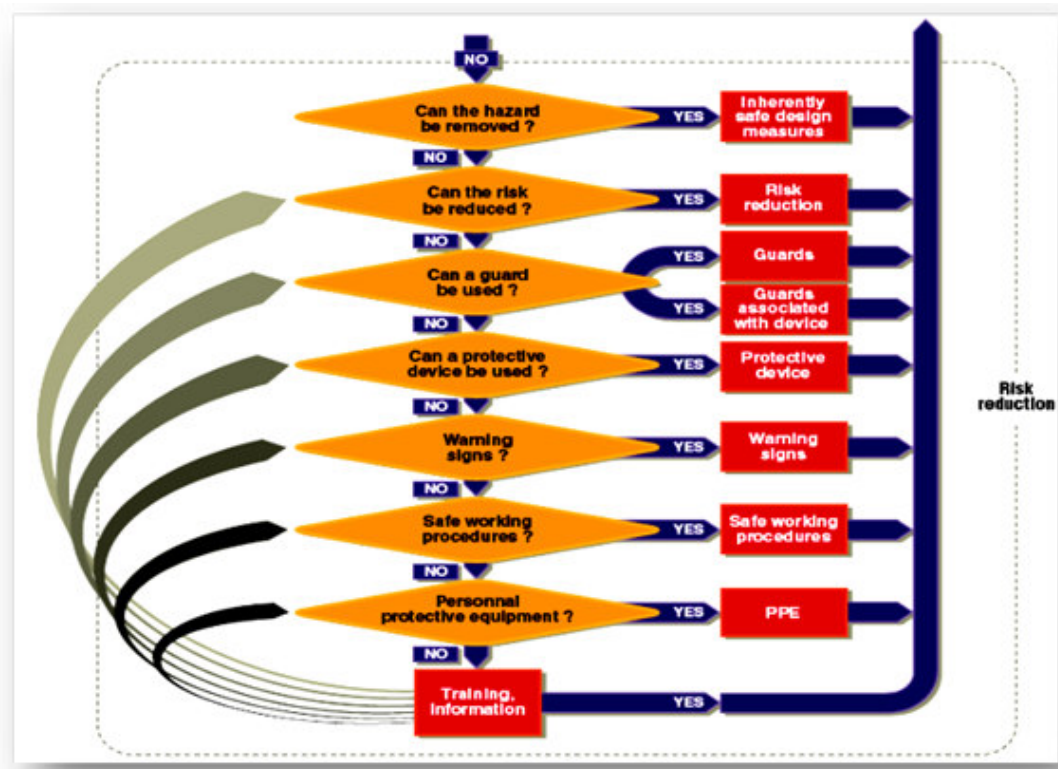 NO
Can the hazard
be removed ?
YES
Inherently
safe design
measures
NO
Can the risk
be reduced ?
YES
Risk
reduction
NO
Can a guard
be used ?
YES
Guards
YES
Guards
associated
with device
NO
Can a protective
device be used ?
YES
Protective
device
Risk
reduction
NO
Warning
signs ?
YES
Warning
signs
NO
Safe working
procedures ?
YES
Safe working
procedures
NO
Personnal
protective equipment ?
YES
PPE
NO
Training,
information
YES